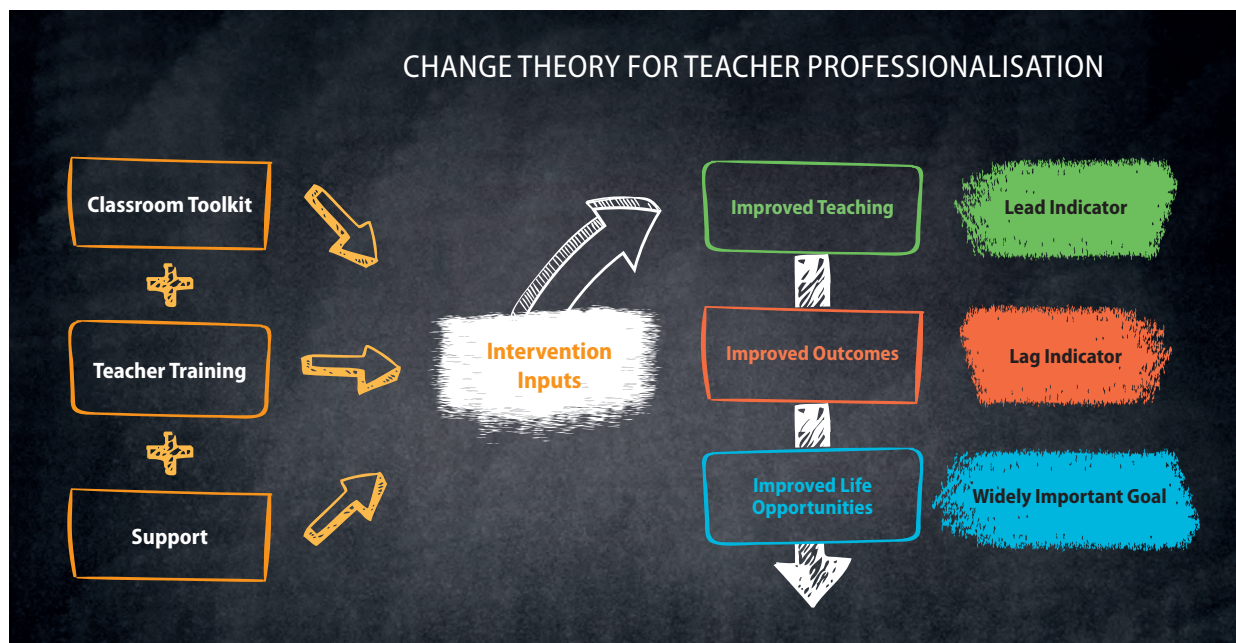 CHANGE THEORY FOR TEACHER PROFESSIONALISATION
Classroom Toolkit
Teacher Training
Support
Intervention
Inputs
Improved Teaching
Lead Indicator
Improved Outcomes
Lag Indicator
Improved Life
Opportunities
Widely Important Goal